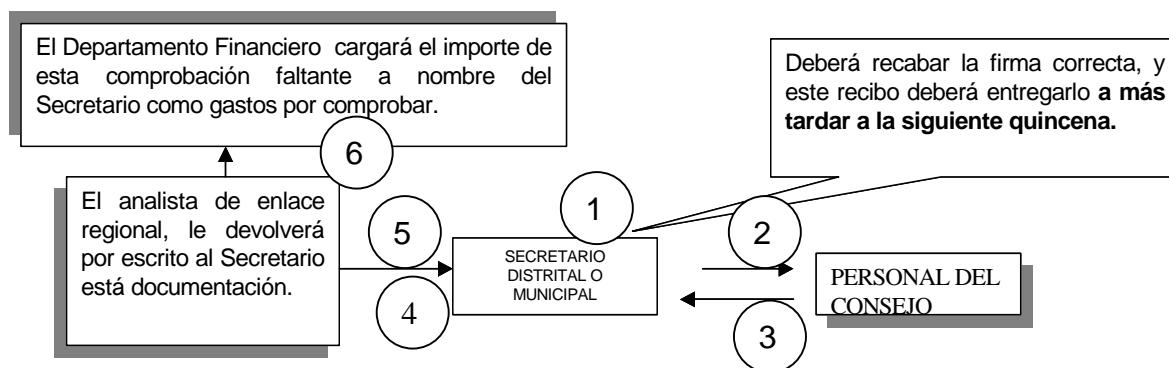 El Departamento Financiero cargará el importe de
esta comprobación faltante a nombre del
Secretario como gastos por comprobar.
Deberá recabar la firma correcta, y
este recibo deberá entregarlo a más
tardar a la siguiente quincena.
6
El analista de enlace
regional, le devolverá
por escrito al Secretario
está documentación.
1
5
2
SECRETARIO
DISTRITAL O
MUNICIPAL
PERSONAL DEL
CONSEJO
4
3